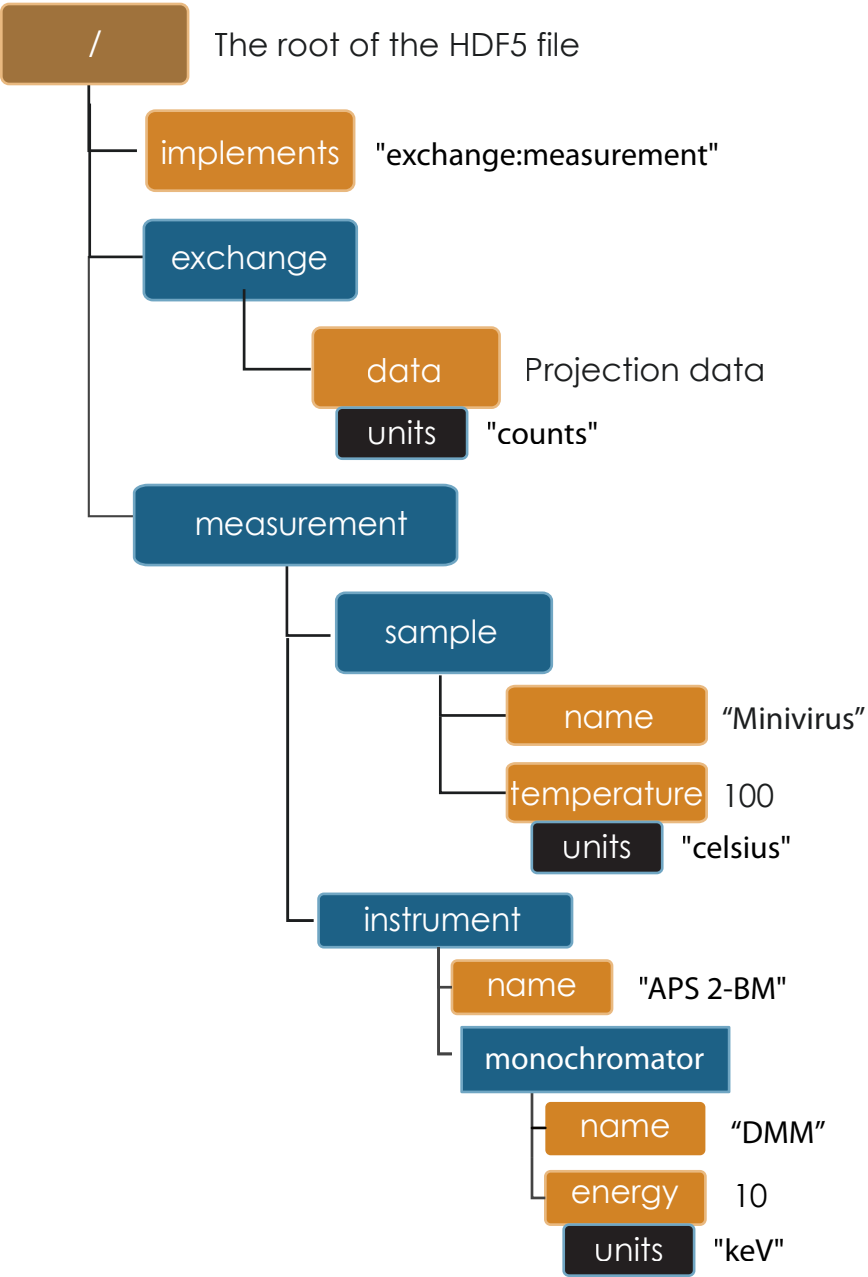 / The root of the HDF5 file
implements "exchange:measurement"
exchange
data Projection data
units "counts"
measurement
sample
name “Minivirus”
temperature 100
units "celsius"
instrument
name "APS 2-BM"
monochromator
name “DMM”
energy 10
units "keV"